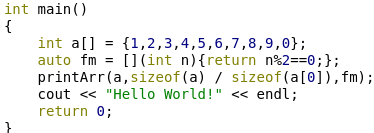 int main()
{
    int a[] = {1,2,3,4,5,6,7,8,9,0};
    auto fm = [](int n){return n%2==0;};
    printArr(a,sizeof(a) / sizeof(a[0]),fm);
    cout << "Hello World!" << endl;
    return 0;
}